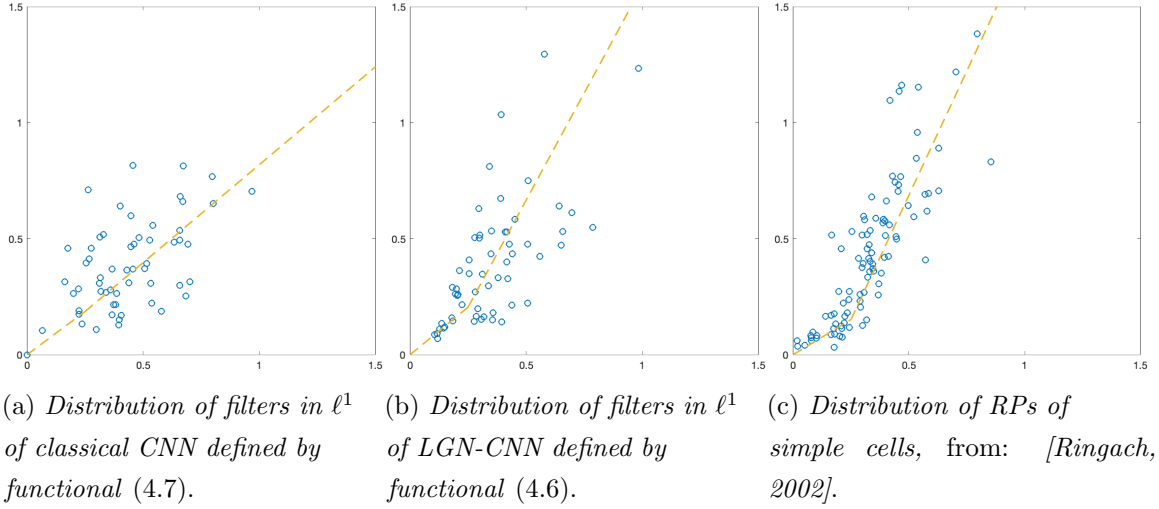 1.5
1
0.5
0
0 0.5 1 1.5
1.5
1
0.5
0
0 0.5 1 1.5
1.5
1
0.5
0
0 0.5 1 1.5
(a) Distribution of filters in ℓ¹
of classical CNN defined by
functional (4.7).
(b) Distribution of filters in ℓ¹
of LGN-CNN defined by
functional (4.6).
(c) Distribution of RPs of
simple cells, from: [Ringach,
2002].